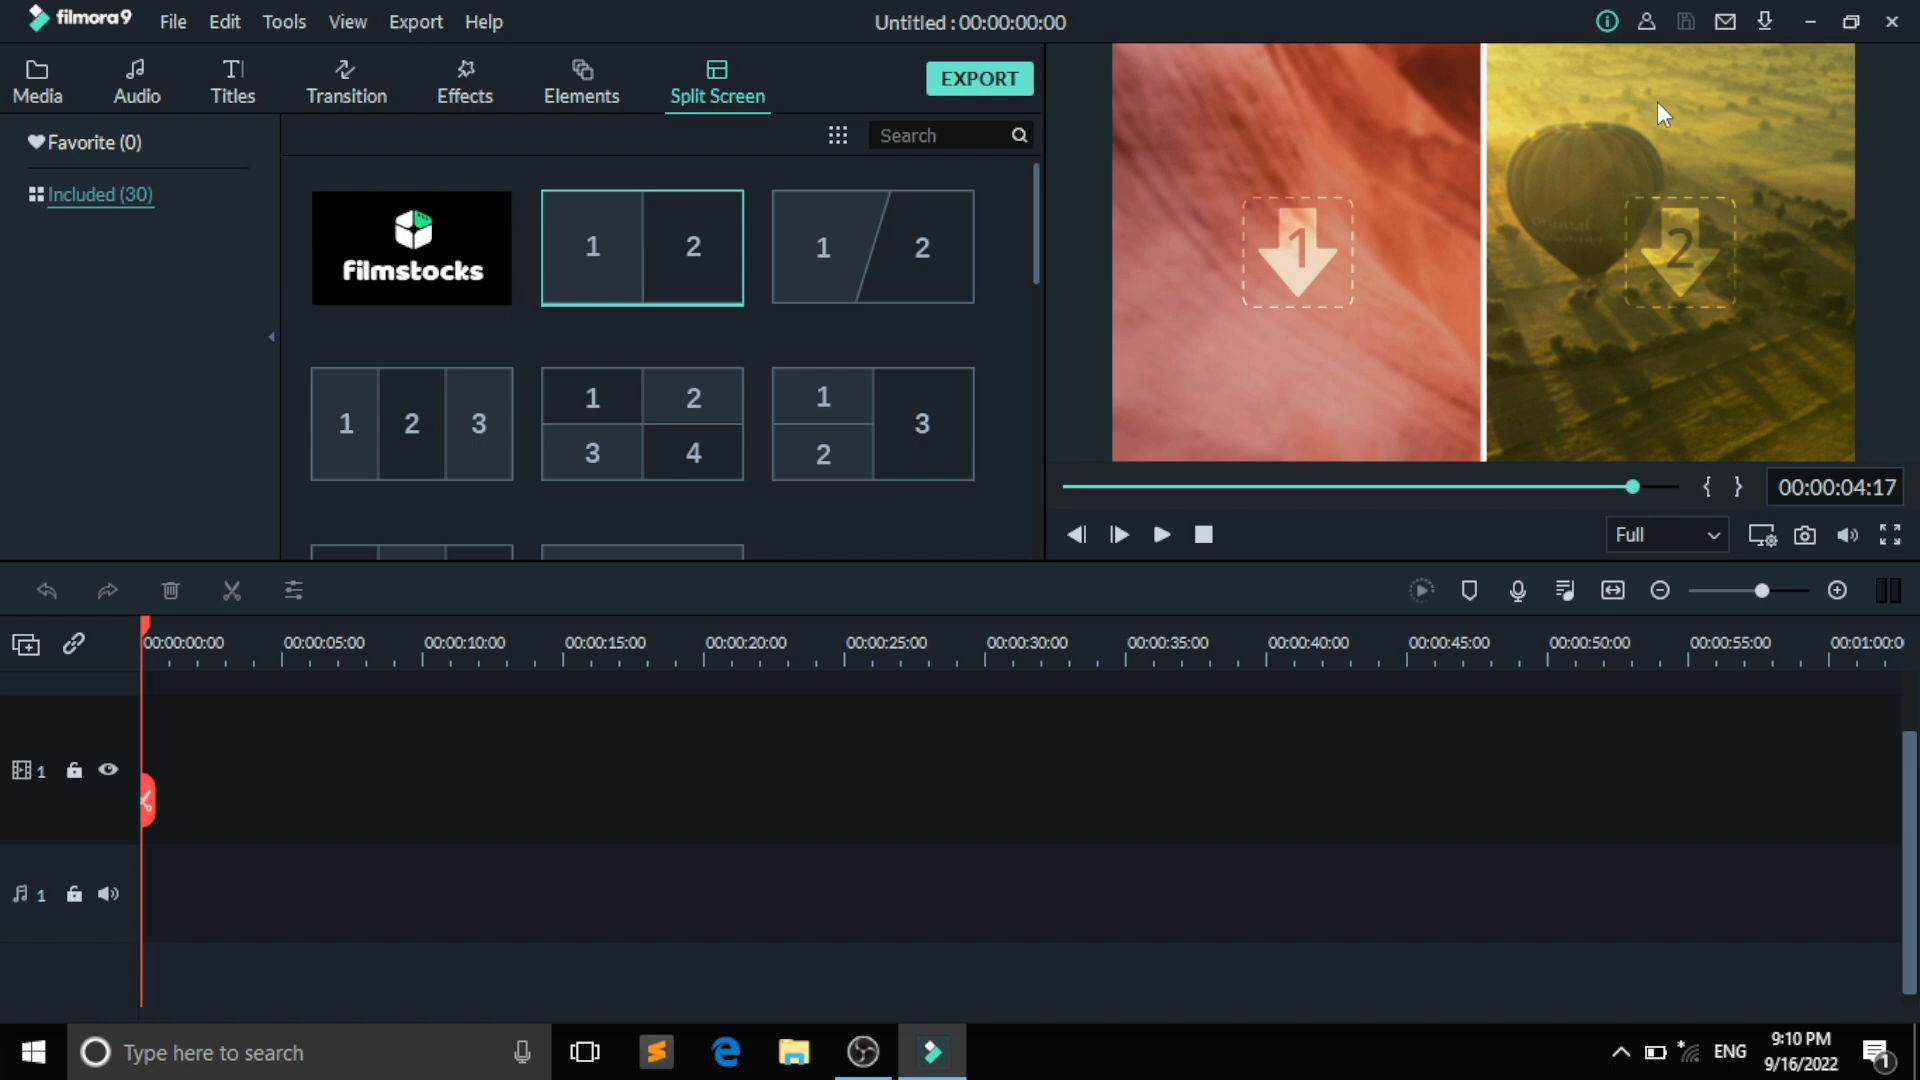 filmora9 File Edit Tools View Export Help Untitled : 00:00:00:00
Media Audio Titles Transition Effects Elements Split Screen EXPORT
Favorite (0)
Search
Included (30)
filmstocks
1 2
1 2
1 2 3
1 2
3 4
1
2
3
1
2
00:00:04:17
Full
00:00:00:00 00:00:05:00 00:00:10:00 00:00:15:00 00:00:20:00 00:00:25:00 00:00:30:00 00:00:35:00 00:00:40:00 00:00:45:00 00:00:50:00 00:00:55:00 00:01:00:0
1
1
Type here to search
ENG
9:10 PM
9/16/2022
1